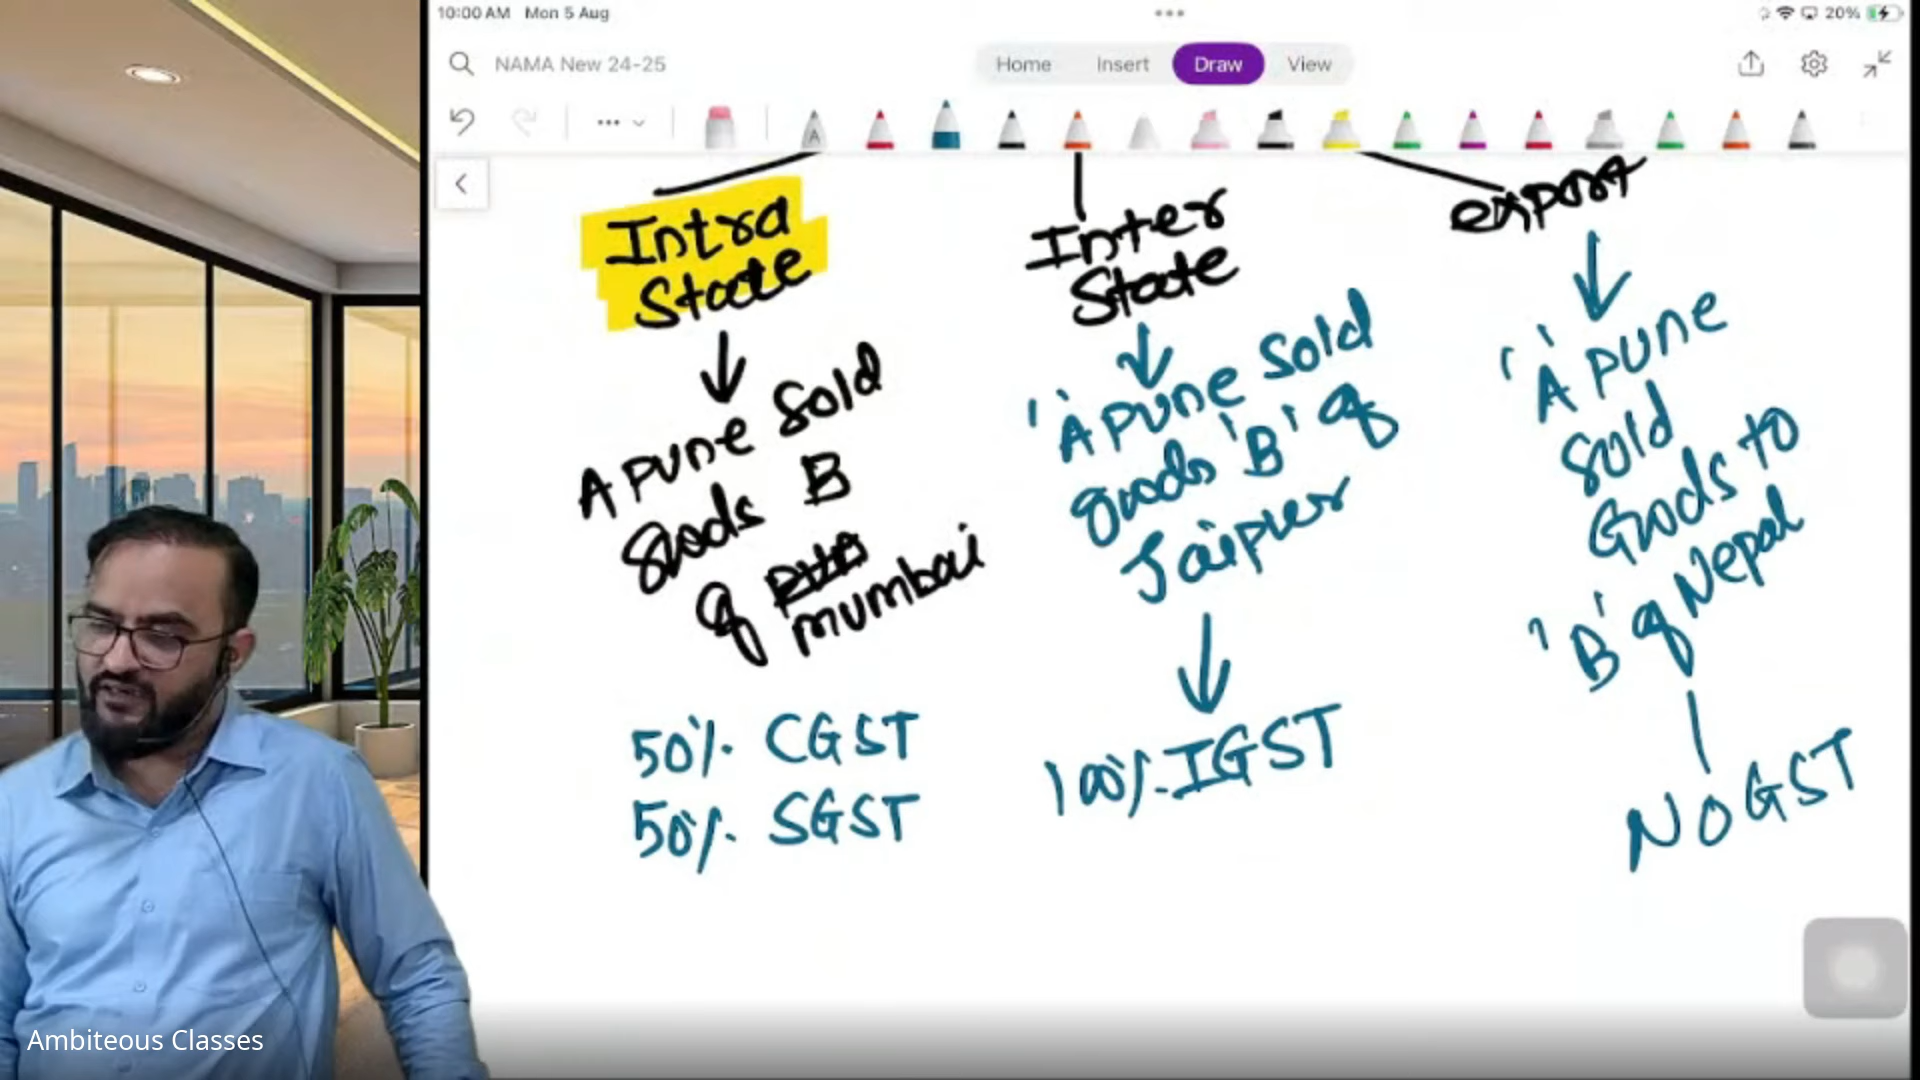 10:00 AM Mon 5 Aug
20%
NAMA New 24-25
Home Insert Draw View
A
Intra
State
A pune Sold
goods B
of
mumbai
50% CGST
50% SGST
Inter
State
'A' pune sold
goods 'B' of
Jaipur
100% IGST
export
'A' pune
sold
Goods to
'B' of Nepal
NO GST
Ambiteous Classes